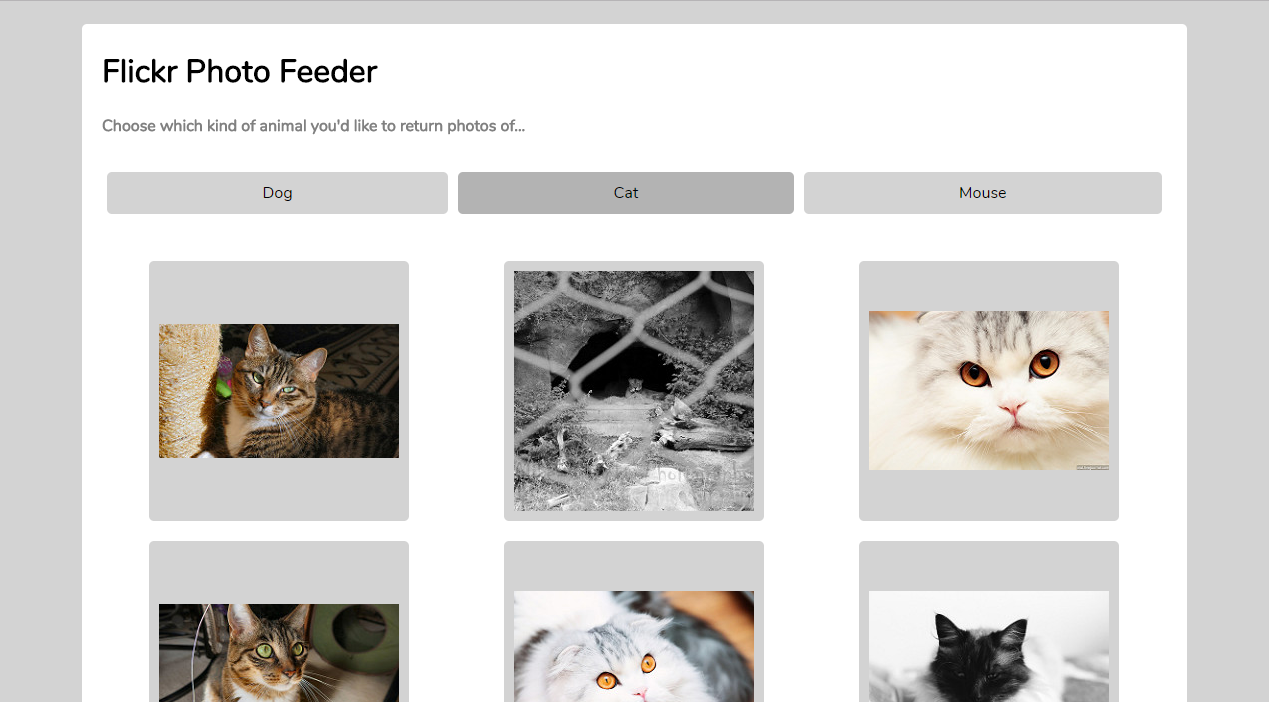 Flickr Photo Feeder
Choose which kind of animal you'd like to return photos of...
Dog
Cat
Mouse